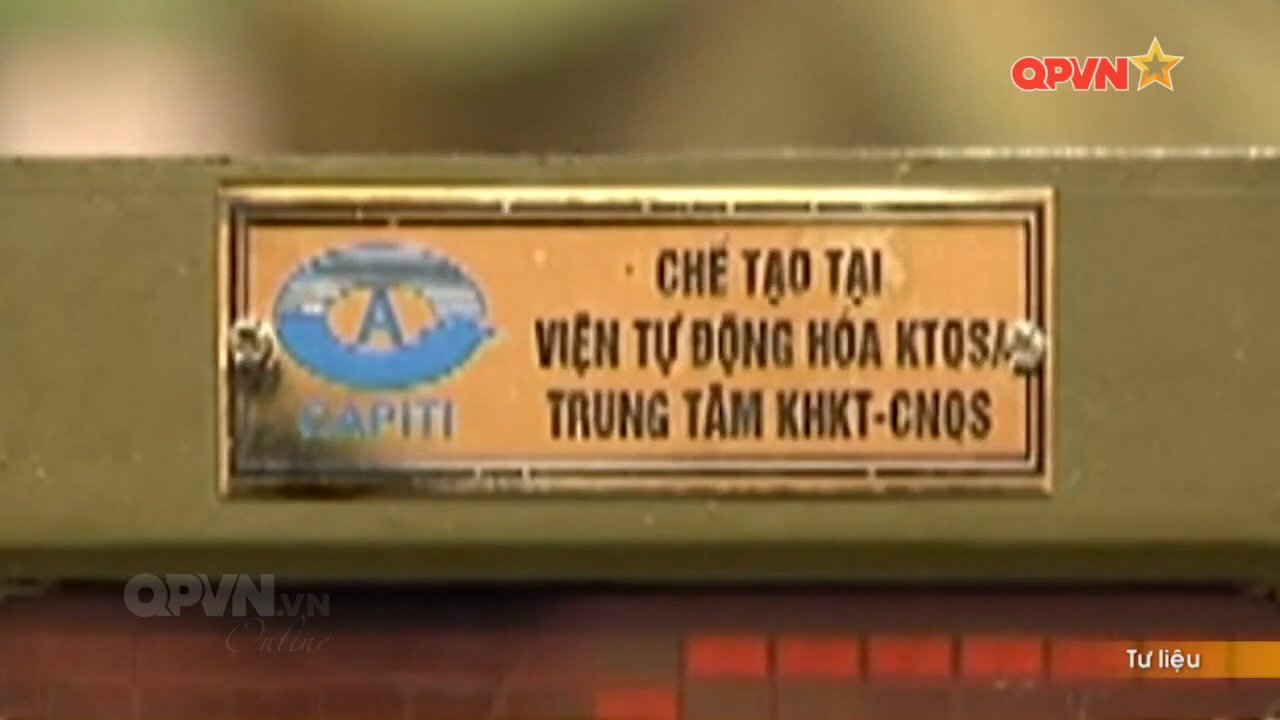 QPVN
CHẾ TẠO TẠI
VIỆN TỰ ĐỘNG HÓA KTQS/
TRUNG TÂM KHKT-CNQS
A
CAPITI
QPVN.VN
Online
Tư liệu